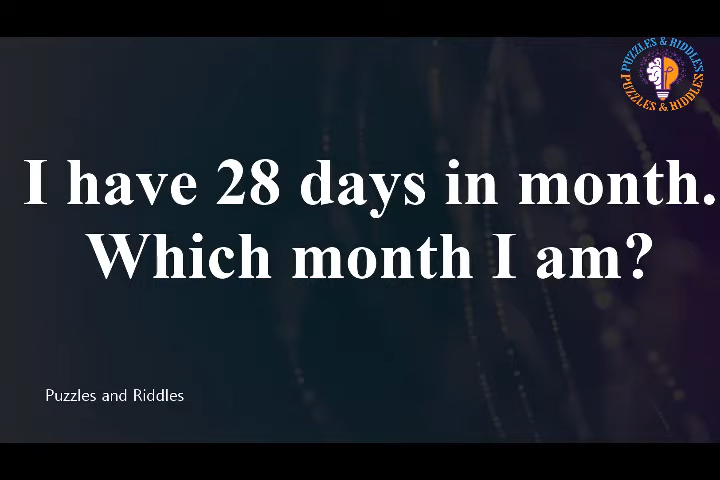 PUZZLES & RIDDLES
PUZZLES & RIDDLES
I have 28 days in month.
Which month I am?
Puzzles and Riddles